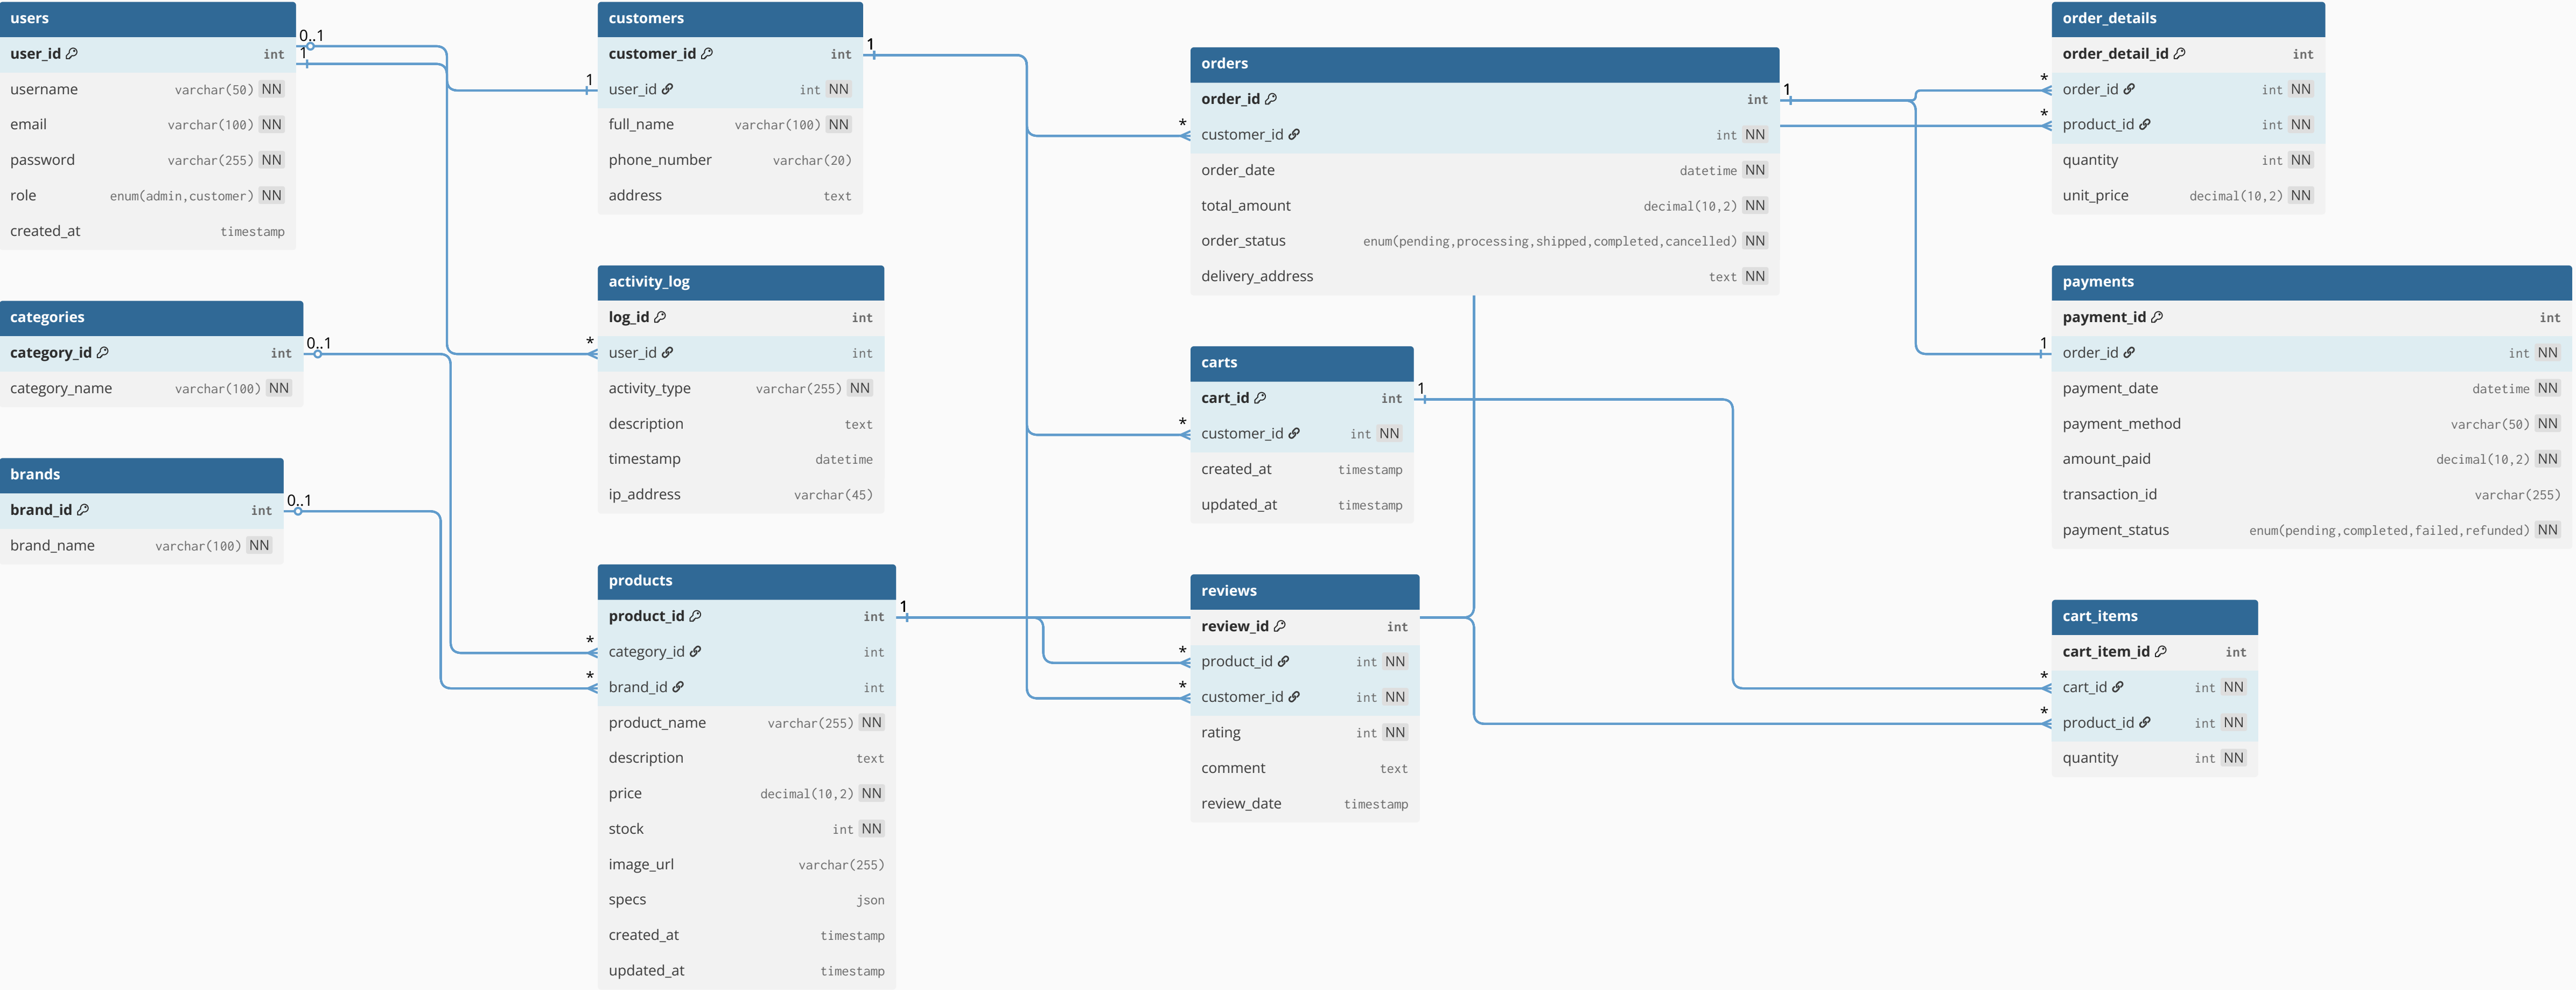 users
user_id int
username varchar(50) NN
email varchar(100) NN
password varchar(255) NN
role enum(admin,customer) NN
created_at timestamp
0..1
1
categories
category_id int
category_name varchar(100) NN
0..1
brands
brand_id int
brand_name varchar(100) NN
0..1
customers
customer_id int
user_id int NN
full_name varchar(100) NN
phone_number varchar(20)
address text
1
1
activity_log
log_id int
user_id int
activity_type varchar(255) NN
description text
timestamp datetime
ip_address varchar(45)
*
products
product_id int
category_id int
brand_id int
product_name varchar(255) NN
description text
price decimal(10,2) NN
stock int NN
image_url varchar(255)
specs json
created_at timestamp
updated_at timestamp
*
*
1
orders
order_id int
customer_id int NN
order_date datetime NN
total_amount decimal(10,2) NN
order_status enum(pending,processing,shipped,completed,cancelled) NN
delivery_address text NN
*
1
carts
cart_id int
customer_id int NN
created_at timestamp
updated_at timestamp
*
1
reviews
review_id int
product_id int NN
customer_id int NN
rating int NN
comment text
review_date timestamp
*
*
order_details
order_detail_id int
order_id int NN
product_id int NN
quantity int NN
unit_price decimal(10,2) NN
*
*
payments
payment_id int
order_id int NN
payment_date datetime NN
payment_method varchar(50) NN
amount_paid decimal(10,2) NN
transaction_id varchar(255)
payment_status enum(pending,completed,failed,refunded) NN
1
cart_items
cart_item_id int
cart_id int NN
product_id int NN
quantity int NN
*
*